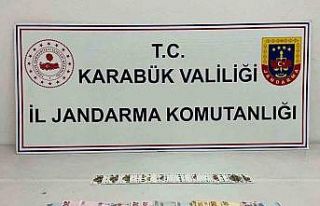 T.C.
KARABÜK VALİLİĞİ
İL JANDARMA KOMUTANLIĞI